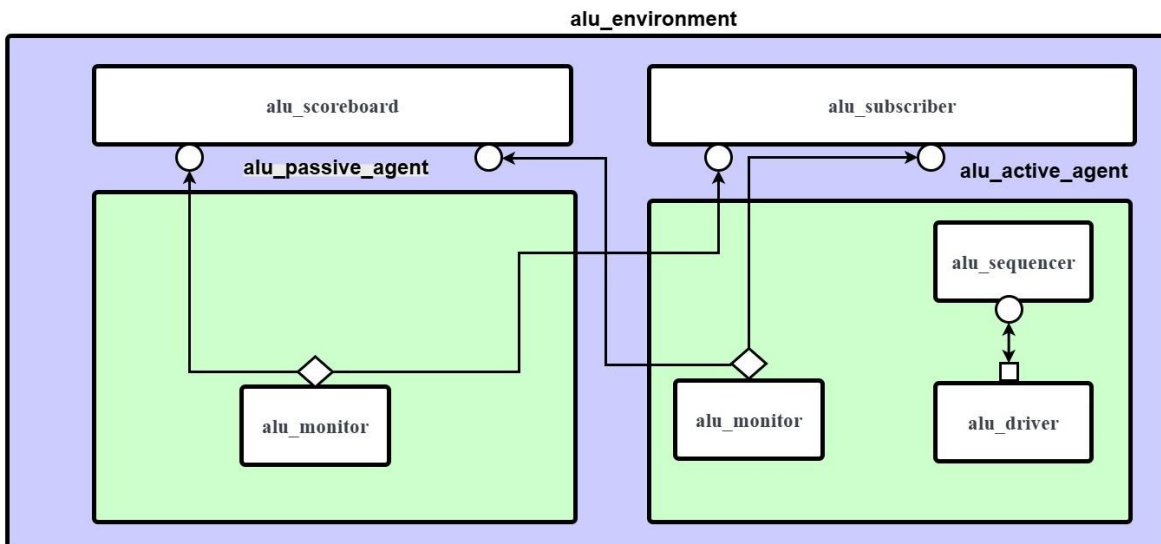 alu_environment
alu_scoreboard
alu_subscriber
alu_passive_agent
alu_active_agent
alu_sequencer
alu_monitor
alu_monitor
alu_driver